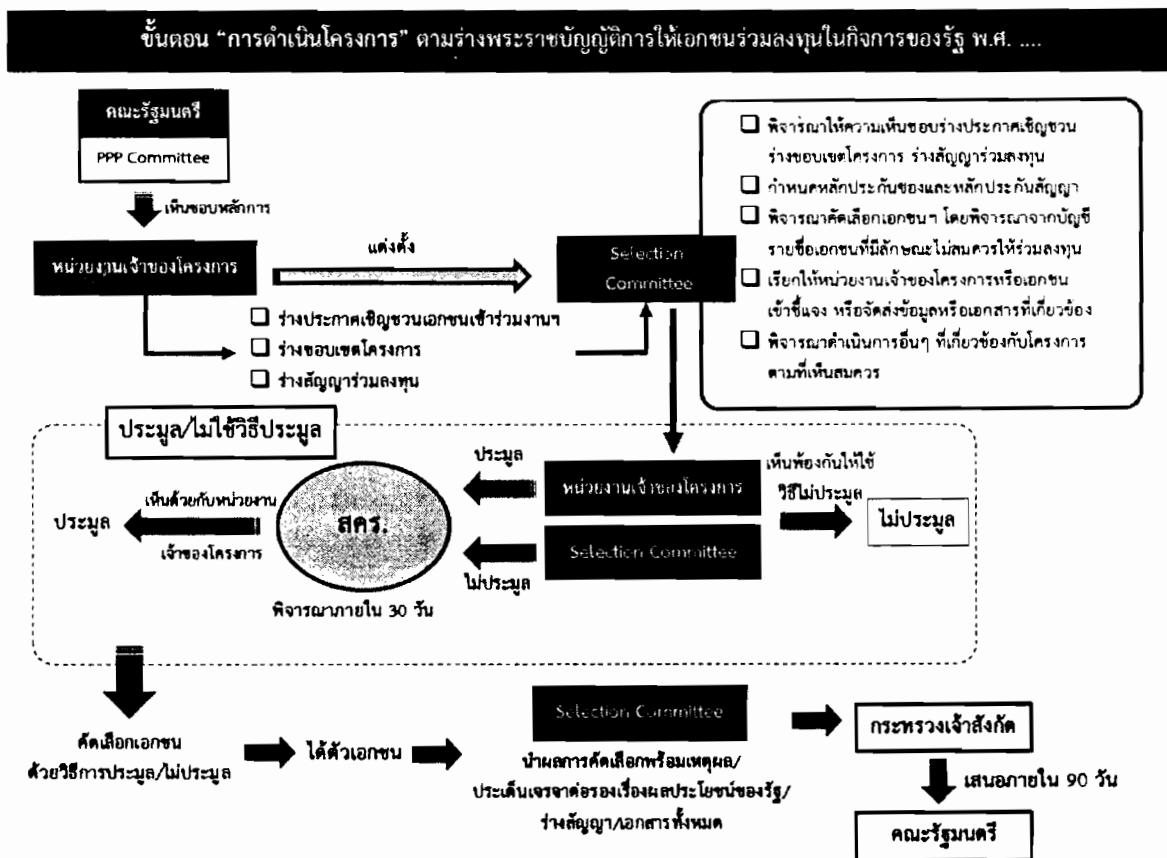 ขั้นตอน “การดำเนินโครงการ” ตามร่างพระราชบัญญัติการให้เอกชนร่วมลงทุนในกิจการของรัฐ พ.ศ. ....
คณะรัฐมนตรี
PPP Committee
เห็นชอบหลักการ
หน่วยงานเจ้าของโครงการ
แต่งตั้ง
Selection
Committee
❑ พิจารณาให้ความเห็นชอบร่างประกาศเชิญชวน
ร่างขอบเขตโครงการ ร่างสัญญาร่วมลงทุน
❑ กำหนดหลักประกันซองและหลักประกันสัญญา
❑ พิจารณาคัดเลือกเอกชนฯ โดยพิจารณาจากบัญชี
รายชื่อเอกชนที่มีลักษณะไม่สมควรให้ร่วมลงทุน
❑ เรียกให้หน่วยงานเจ้าของโครงการหรือเอกชน
เข้าชี้แจง หรือจัดส่งข้อมูลหรือเอกสารที่เกี่ยวข้อง
❑ พิจารณาดำเนินการอื่นๆ ที่เกี่ยวข้องกับโครงการ
ตามที่เห็นสมควร
❑ ร่างประกาศเชิญชวนเอกชนเข้าร่วมงานฯ
❑ ร่างขอบเขตโครงการ
❑ ร่างสัญญาร่วมลงทุน
ประมูล/ไม่ใช้วิธีประมูล
ประมูล
เห็นด้วยกับหน่วยงาน
เจ้าของโครงการ
สคร.
พิจารณาภายใน 30 วัน
ประมูล
ไม่ประมูล
หน่วยงานเจ้าของโครงการ
Selection Committee
เห็นพ้องกันให้ใช้
วิธีไม่ประมูล
ไม่ประมูล
คัดเลือกเอกชน
ด้วยวิธีการประมูล/ไม่ประมูล
ได้ตัวเอกชน
Selection Committee
นำผลการคัดเลือกพร้อมเหตุผล/
ประเด็นเจรจาต่อรองเรื่องผลประโยชน์ของรัฐ/
ร่างสัญญา/เอกสารทั้งหมด
กระทรวงเจ้าสังกัด
เสนอภายใน 90 วัน
คณะรัฐมนตรี